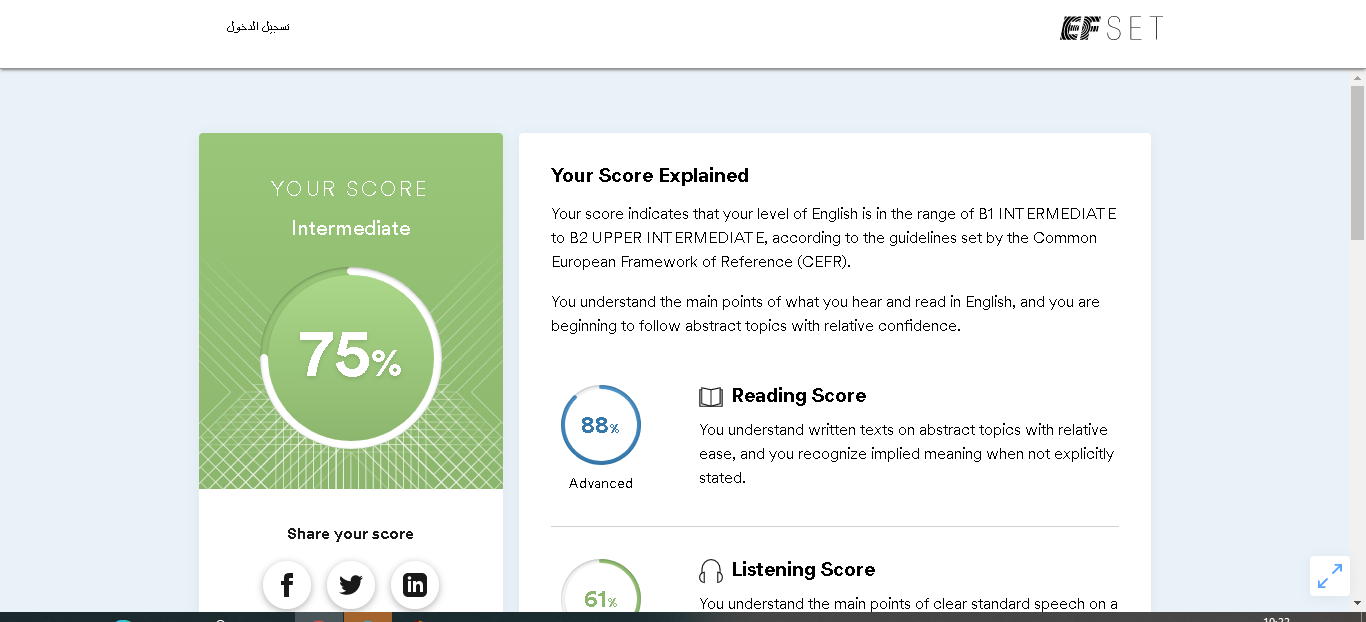 تسجيل الدخول
EF SET
YOUR SCORE
Intermediate
75%
Share your score
Your Score Explained
Your score indicates that your level of English is in the range of B1 INTERMEDIATE
to B2 UPPER INTERMEDIATE, according to the guidelines set by the Common
European Framework of Reference (CEFR).
You understand the main points of what you hear and read in English, and you are
beginning to follow abstract topics with relative confidence.
88%
Advanced
Reading Score
You understand written texts on abstract topics with relative
ease, and you recognize implied meaning when not explicitly
stated.
61%
Listening Score
You understand the main points of clear standard speech on a